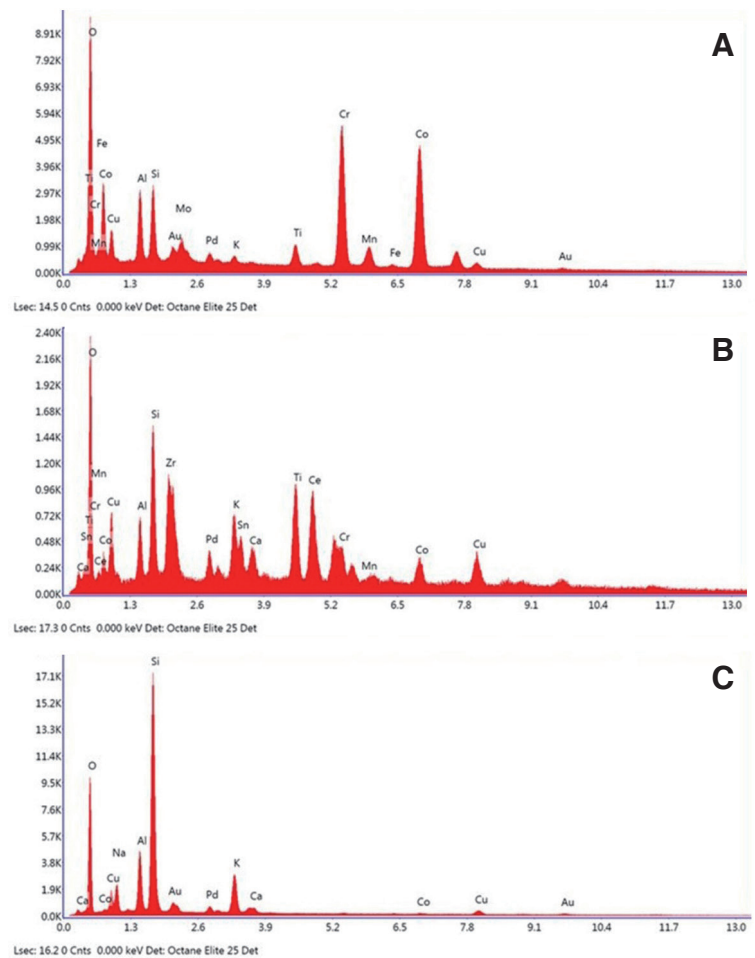 A
8.91K
7.92K
6.93K
5.94K
4.95K
3.96K
2.97K
1.98K
0.99K
0.00K
O
Fe
Ti
Co
Cr
Cu
Mn
Al
Si
Mo
Au
Pd
K
Ti
Cr
Mn
Fe
Co
Cu
Au
0.0 1.3 2.6 3.9 5.2 6.5 7.8 9.1 10.4 11.7 13.0
Lsec: 14.5 0 Cnts 0.000 keV Det: Octane Elite 25 Det
B
2.40K
2.16K
1.92K
1.68K
1.44K
1.20K
0.96K
0.72K
0.48K
0.24K
0.00K
O
Mn
Cr
Cu
Ti
Sn
Co
Ce
Ca
Al
Si
Zr
Pd
K
Sn
Ca
Ti
Ce
Cr
Mn
Co
Cu
0.0 1.3 2.6 3.9 5.2 6.5 7.8 9.1 10.4 11.7 13.0
Lsec: 17.3 0 Cnts 0.000 keV Det: Octane Elite 25 Det
C
17.1K
15.2K
13.3K
11.4K
9.5K
7.6K
5.7K
3.8K
1.9K
0.0K
O
Na
Cu
Ca
Co
Al
Si
Au
Pd
K
Ca
Co
Cu
Au
0.0 1.3 2.6 3.9 5.2 6.5 7.8 9.1 10.4 11.7 13.0
Lsec: 16.2 0 Cnts 0.000 keV Det: Octane Elite 25 Det